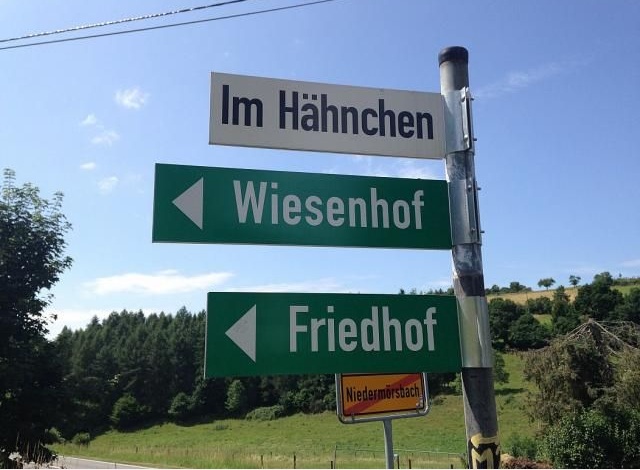 Im Hähnchen
Wiesenhof
Friedhof
Niedermörsbach